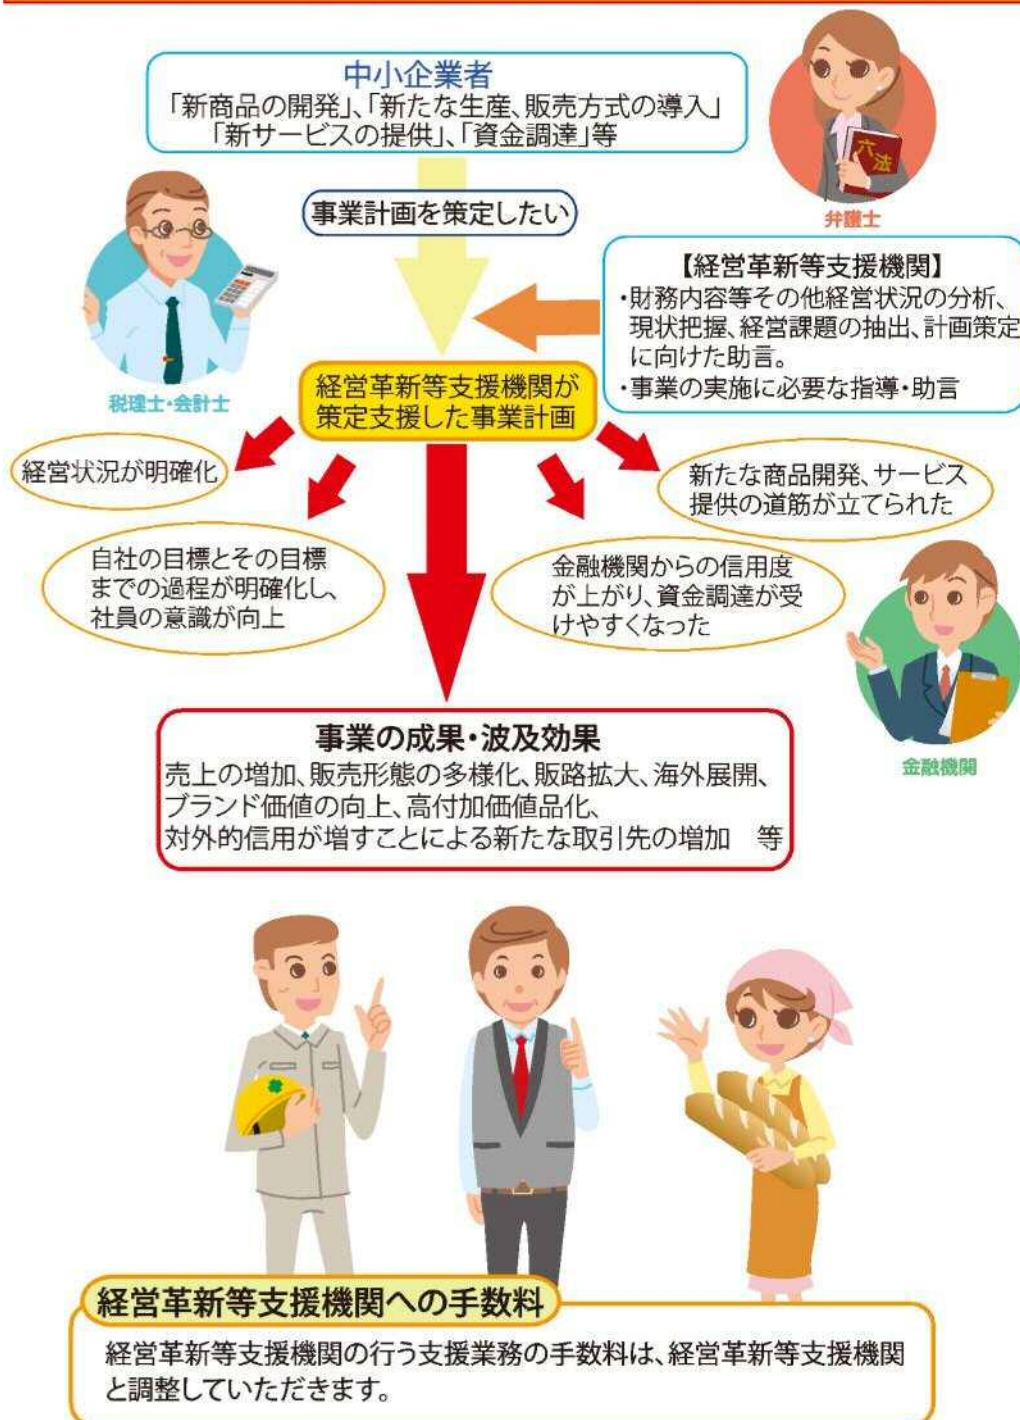 中小企業者
「新商品の開発」、「新たな生産、販売方式の導入」
「新サービスの提供」、「資金調達」等
六法
弁護士
事業計画を策定したい
税理士・会計士
【経営革新等支援機関】
・財務内容等その他経営状況の分析、
現状把握、経営課題の抽出、計画策定
に向けた助言。
・事業の実施に必要な指導・助言
経営革新等支援機関が
策定支援した事業計画
経営状況が明確化
新たな商品開発、サービス
提供の道筋が立てられた
自社の目標とその目標
までの過程が明確化し、
社員の意識が向上
金融機関からの信用度
が上がり、資金調達が受
けやすくなった
金融機関
事業の成果・波及効果
売上の増加、販売形態の多様化、販路拡大、海外展開、
ブランド価値の向上、高付加価値品化、
対外的信用が増すことによる新たな取引先の増加　等
経営革新等支援機関への手数料
経営革新等支援機関の行う支援業務の手数料は、経営革新等支援機関
と調整していただきます。